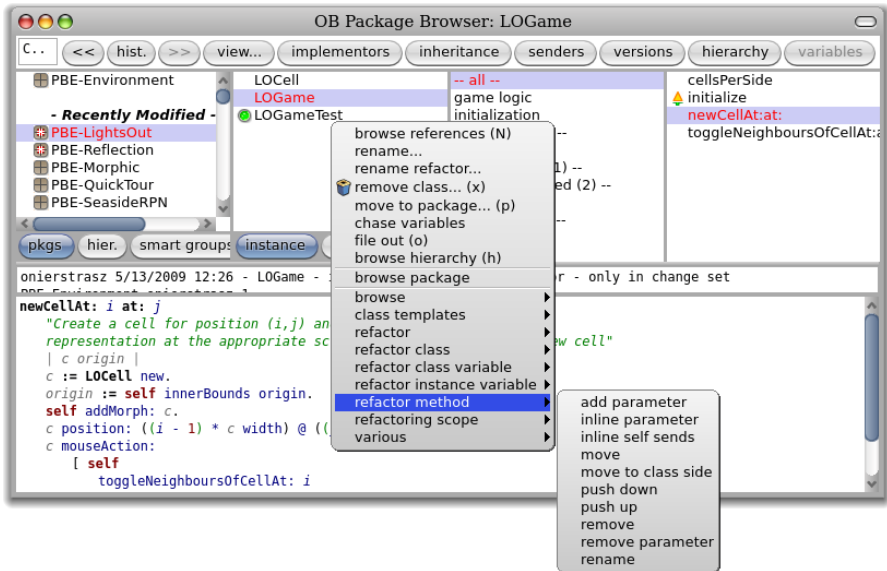 OB Package Browser: LOGame
C.. << hist. >> view... implementors inheritance senders versions hierarchy variables
PBE-Environment
- Recently Modified -
PBE-LightsOut
PBE-Reflection
PBE-Morphic
PBE-QuickTour
PBE-SeasideRPN
LOCell
LOGame
LOGameTest
-- all --
game logic
initialization
--
1) --
ed (2) --
--
cellsPerSide
initialize
newCellAt:at:
toggleNeighboursOfCellAt:a
pkgs hier. smart groups instance
onierstrasz 5/13/2009 12:26 - LOGame - or - only in change set
newCellAt: i at: j
"Create a cell for position (i,j) an
representation at the appropriate sc ew cell"
| c origin |
c := LOCell new.
origin := self innerBounds origin.
self addMorph: c.
c position: ((i - 1) * c width) @ ((
c mouseAction:
[ self
toggleNeighboursOfCellAt: i
browse references (N)
rename...
rename refactor...
remove class... (x)
move to package... (p)
chase variables
file out (o)
browse hierarchy (h)
browse package
browse
class templates
refactor
refactor class
refactor class variable
refactor instance variable
refactor method
refactoring scope
various
add parameter
inline parameter
inline self sends
move
move to class side
push down
push up
remove
remove parameter
rename